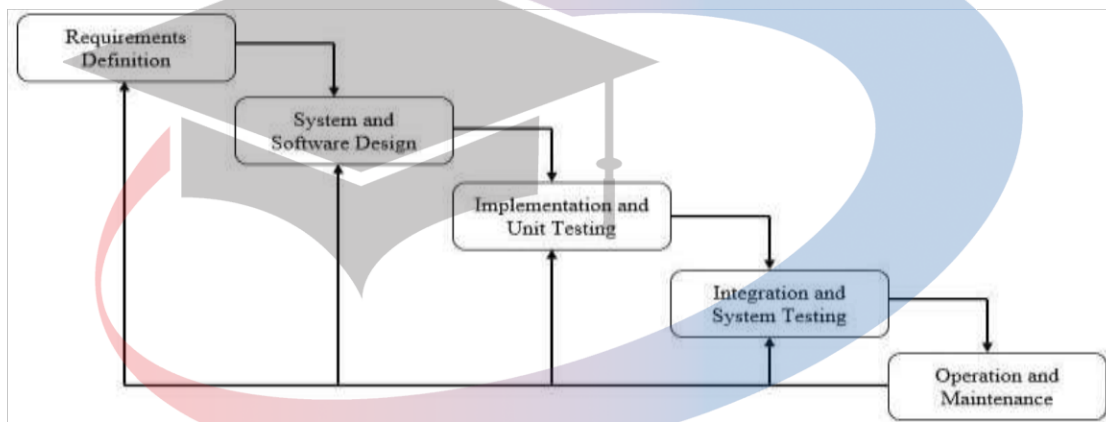 Requirements
Definition
System and
Software Design
Implementation and
Unit Testing
Integration and
System Testing
Operation and
Maintenance